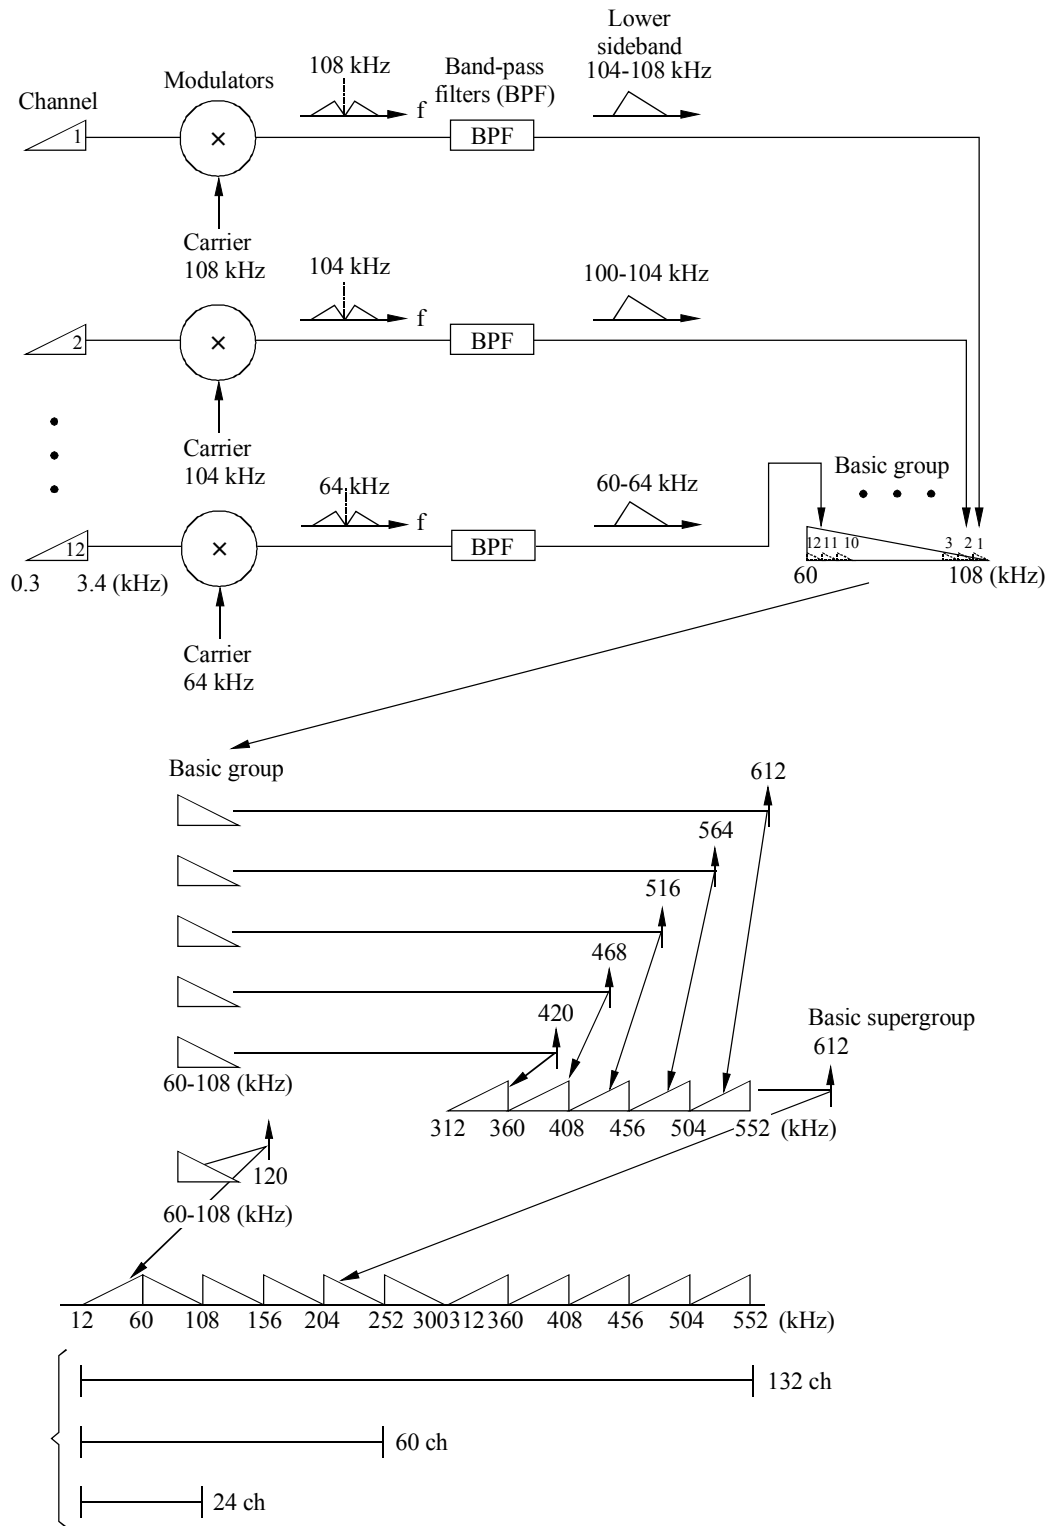 Lower
sideband
104-108 kHz
108 kHz
Band-pass
filters (BPF)
Modulators
Channel
f
1
×
BPF
Carrier
108 kHz
104 kHz
100-104 kHz
f
2
×
BPF
Carrier
104 kHz
64 kHz
60-64 kHz
Basic group
f
12
×
BPF
12 11 10
3 2 1
0.3
3.4 (kHz)
60
108 (kHz)
Carrier
64 kHz
Basic group
612
564
516
468
420
Basic supergroup
612
60-108 (kHz)
312 360 408 456 504 552 (kHz)
120
60-108 (kHz)
12 60 108 156 204 252 300 312 360 408 456 504 552 (kHz)
132 ch
60 ch
24 ch